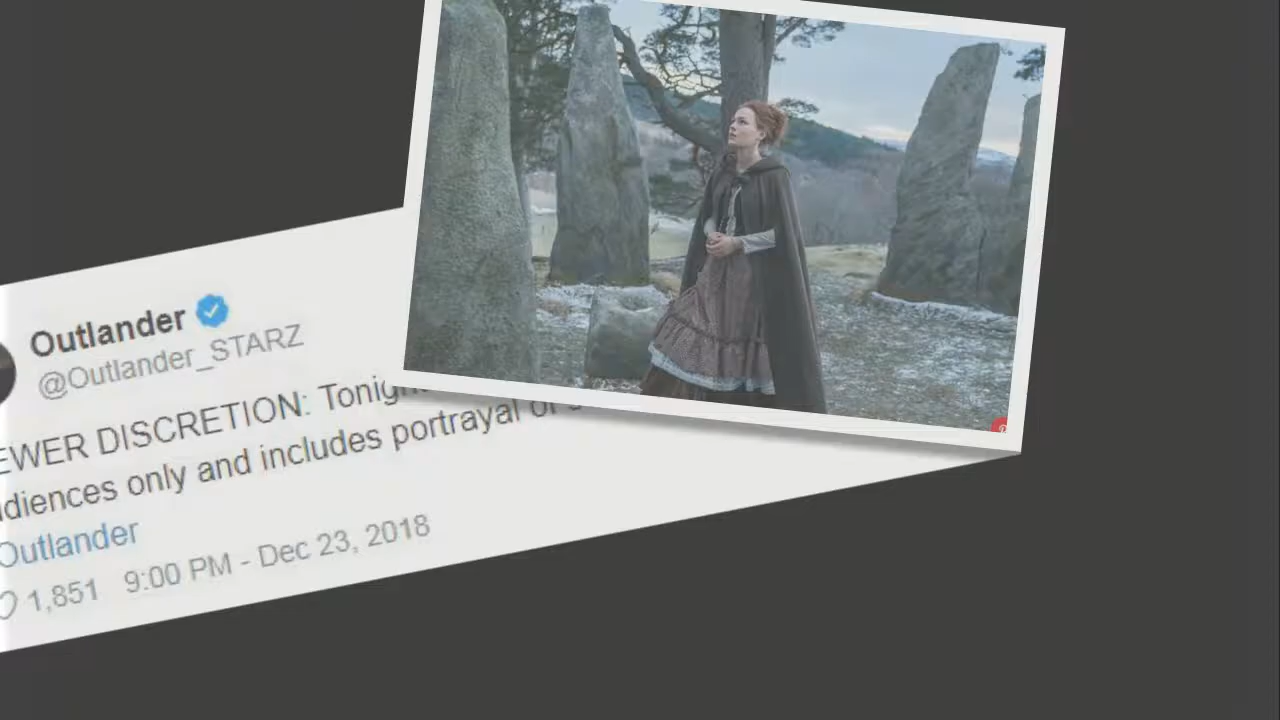 Outlander
@Outlander_STARZ
EWER DISCRETION: Tonigh
diences only and includes portrayal of
Outlander
1,851 9:00 PM - Dec 23, 2018